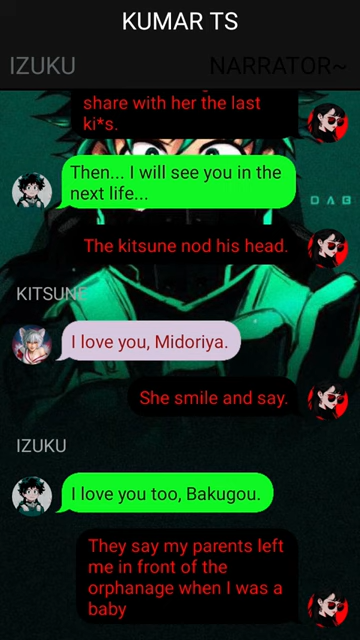 KUMAR TS
IZUKU
NARRATOR~
share with her the last
ki*s.
Then... I will see you in the
next life...
DAB
The kitsune nod his head.
KITSUNE
I love you, Midoriya.
She smile and say.
IZUKU
I love you too, Bakugou.
They say my parents left
me in front of the
orphanage when I was a
baby